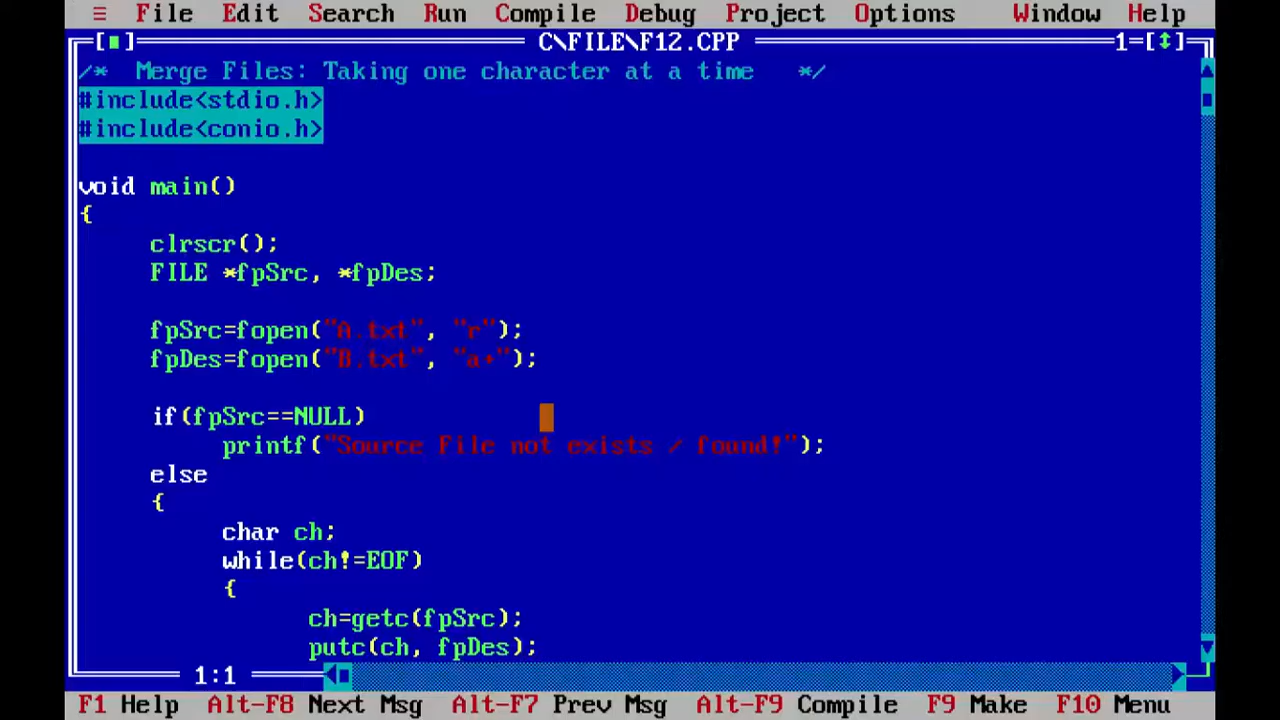 ≡ File Edit Search Run Compile Debug Project Options Window Help
[■] C\FILE\F12.CPP 1=[↕]
/* Merge Files: Taking one character at a time */
#include<stdio.h>
#include<conio.h>
void main()
{
clrscr();
FILE *fpSrc, *fpDes;
fpSrc=fopen("A.txt", "r");
fpDes=fopen("B.txt", "a+");
if(fpSrc==NULL)
printf("Source File not exists / found!");
else
{
char ch;
while(ch!=EOF)
{
ch=getc(fpSrc);
putc(ch, fpDes);
1:1
F1 Help Alt-F8 Next Msg Alt-F7 Prev Msg Alt-F9 Compile F9 Make F10 Menu